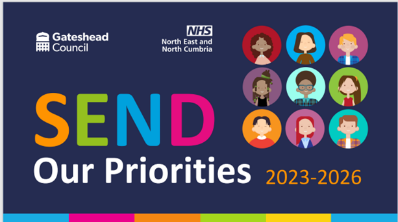 Gateshead
Council
NHS
North East and
North Cumbria
SEND
Our Priorities 2023-2026